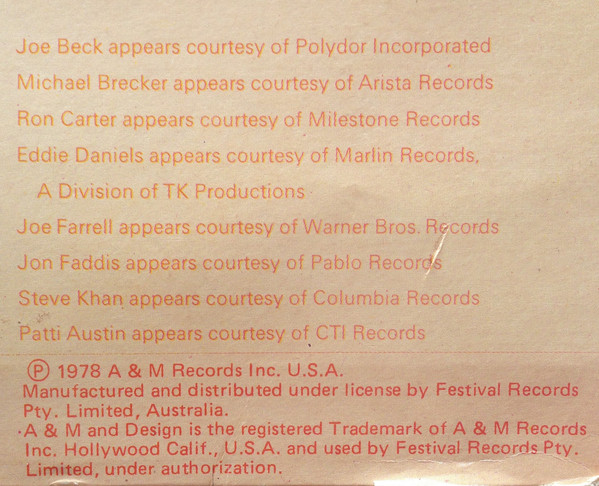 Joe Beck appears courtesy of Polydor Incorporated
Michael Brecker appears courtesy of Arista Records
Ron Carter appears courtesy of Milestone Records
Eddie Daniels appears courtesy of Marlin Records,
A Division of TK Productions
Joe Farrell appears courtesy of Warner Bros. Records
Jon Faddis appears courtesy of Pablo Records
Steve Khan appears courtesy of Columbia Records
Patti Austin appears courtesy of CTI Records
℗ 1978 A & M Records Inc. U.S.A.
Manufactured and distributed under license by Festival Records
Pty. Limited, Australia.
A & M and Design is the registered Trademark of A & M Records
Inc. Hollywood Calif., U.S.A. and used by Festival Records Pty.
Limited, under authorization.